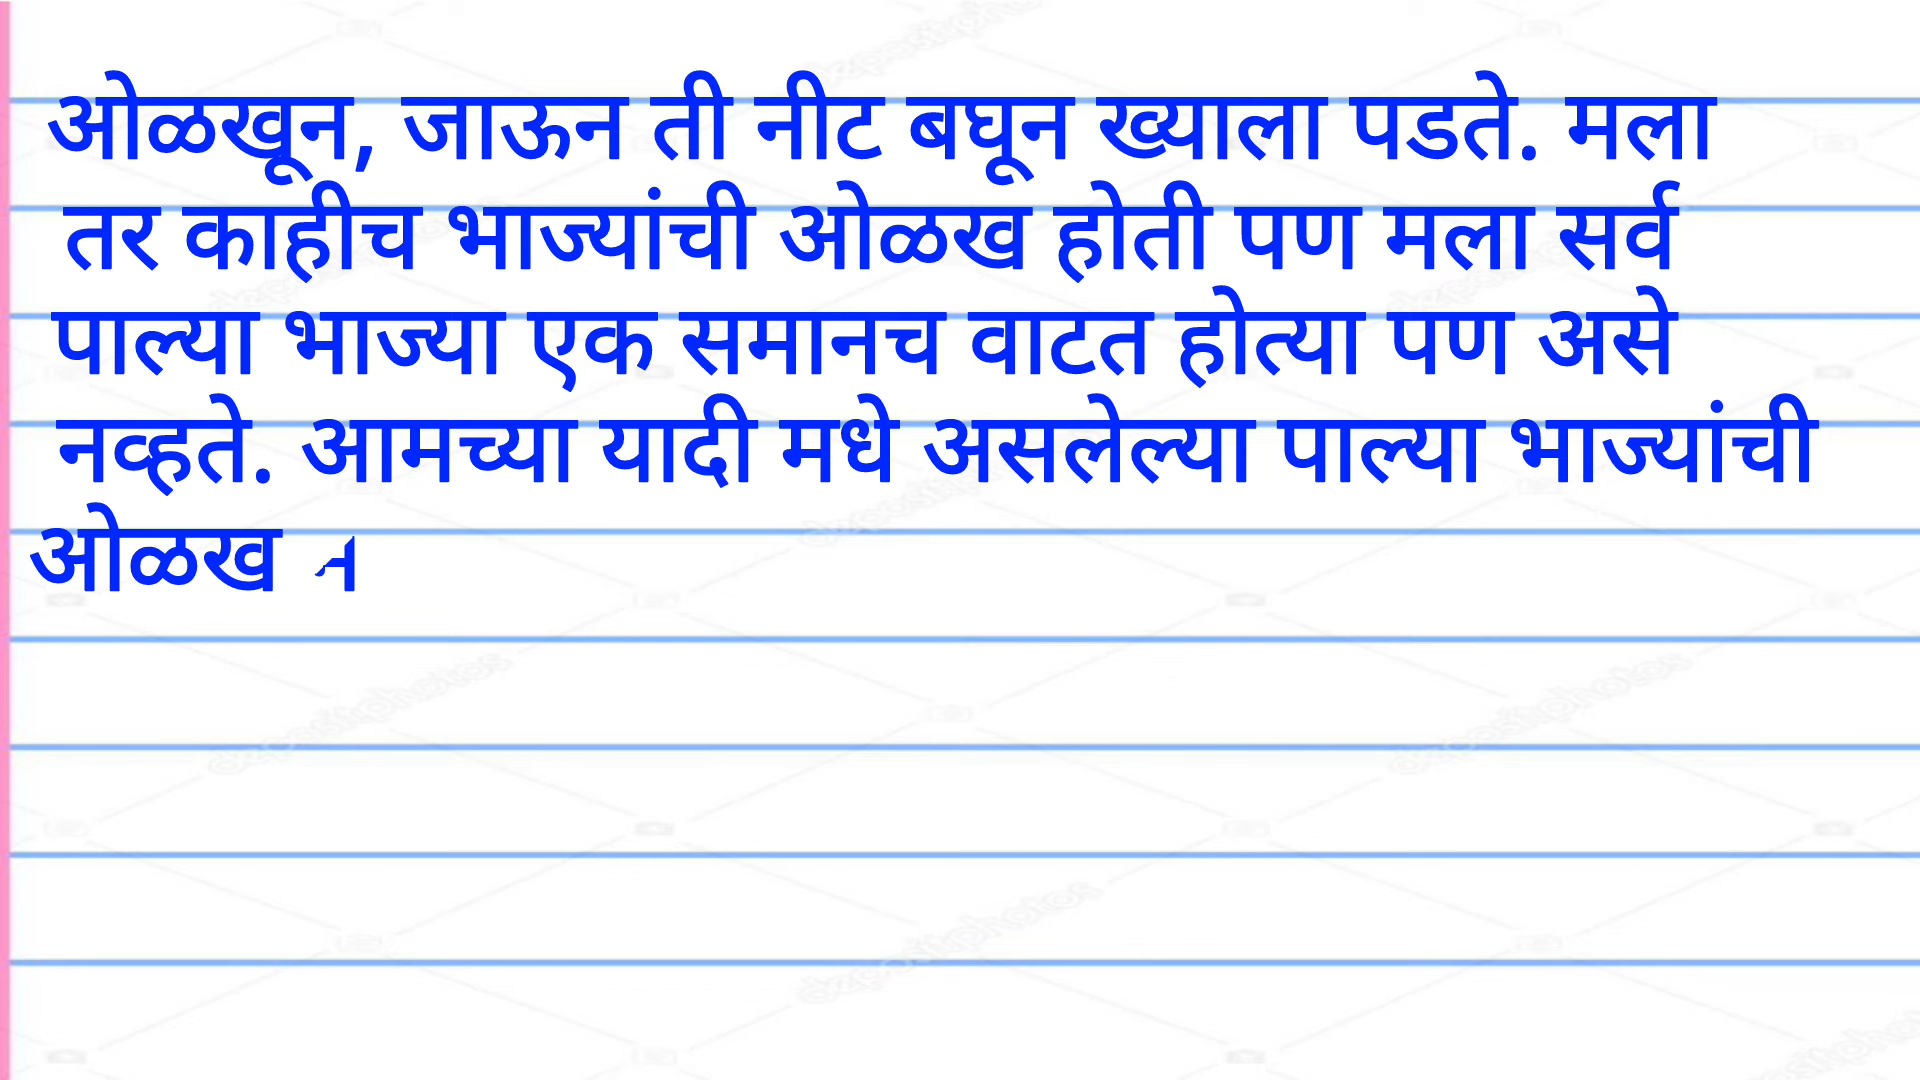 ओळखून, जाऊन ती नीट बघून ख्याला पडते. मला
तर काहीच भाज्यांची ओळख होती पण मला सर्व
पाल्या भाज्या एक समानच वाटत होत्या पण असे
नव्हते. आमच्या यादी मधे असलेल्या पाल्या भाज्यांची
ओळख